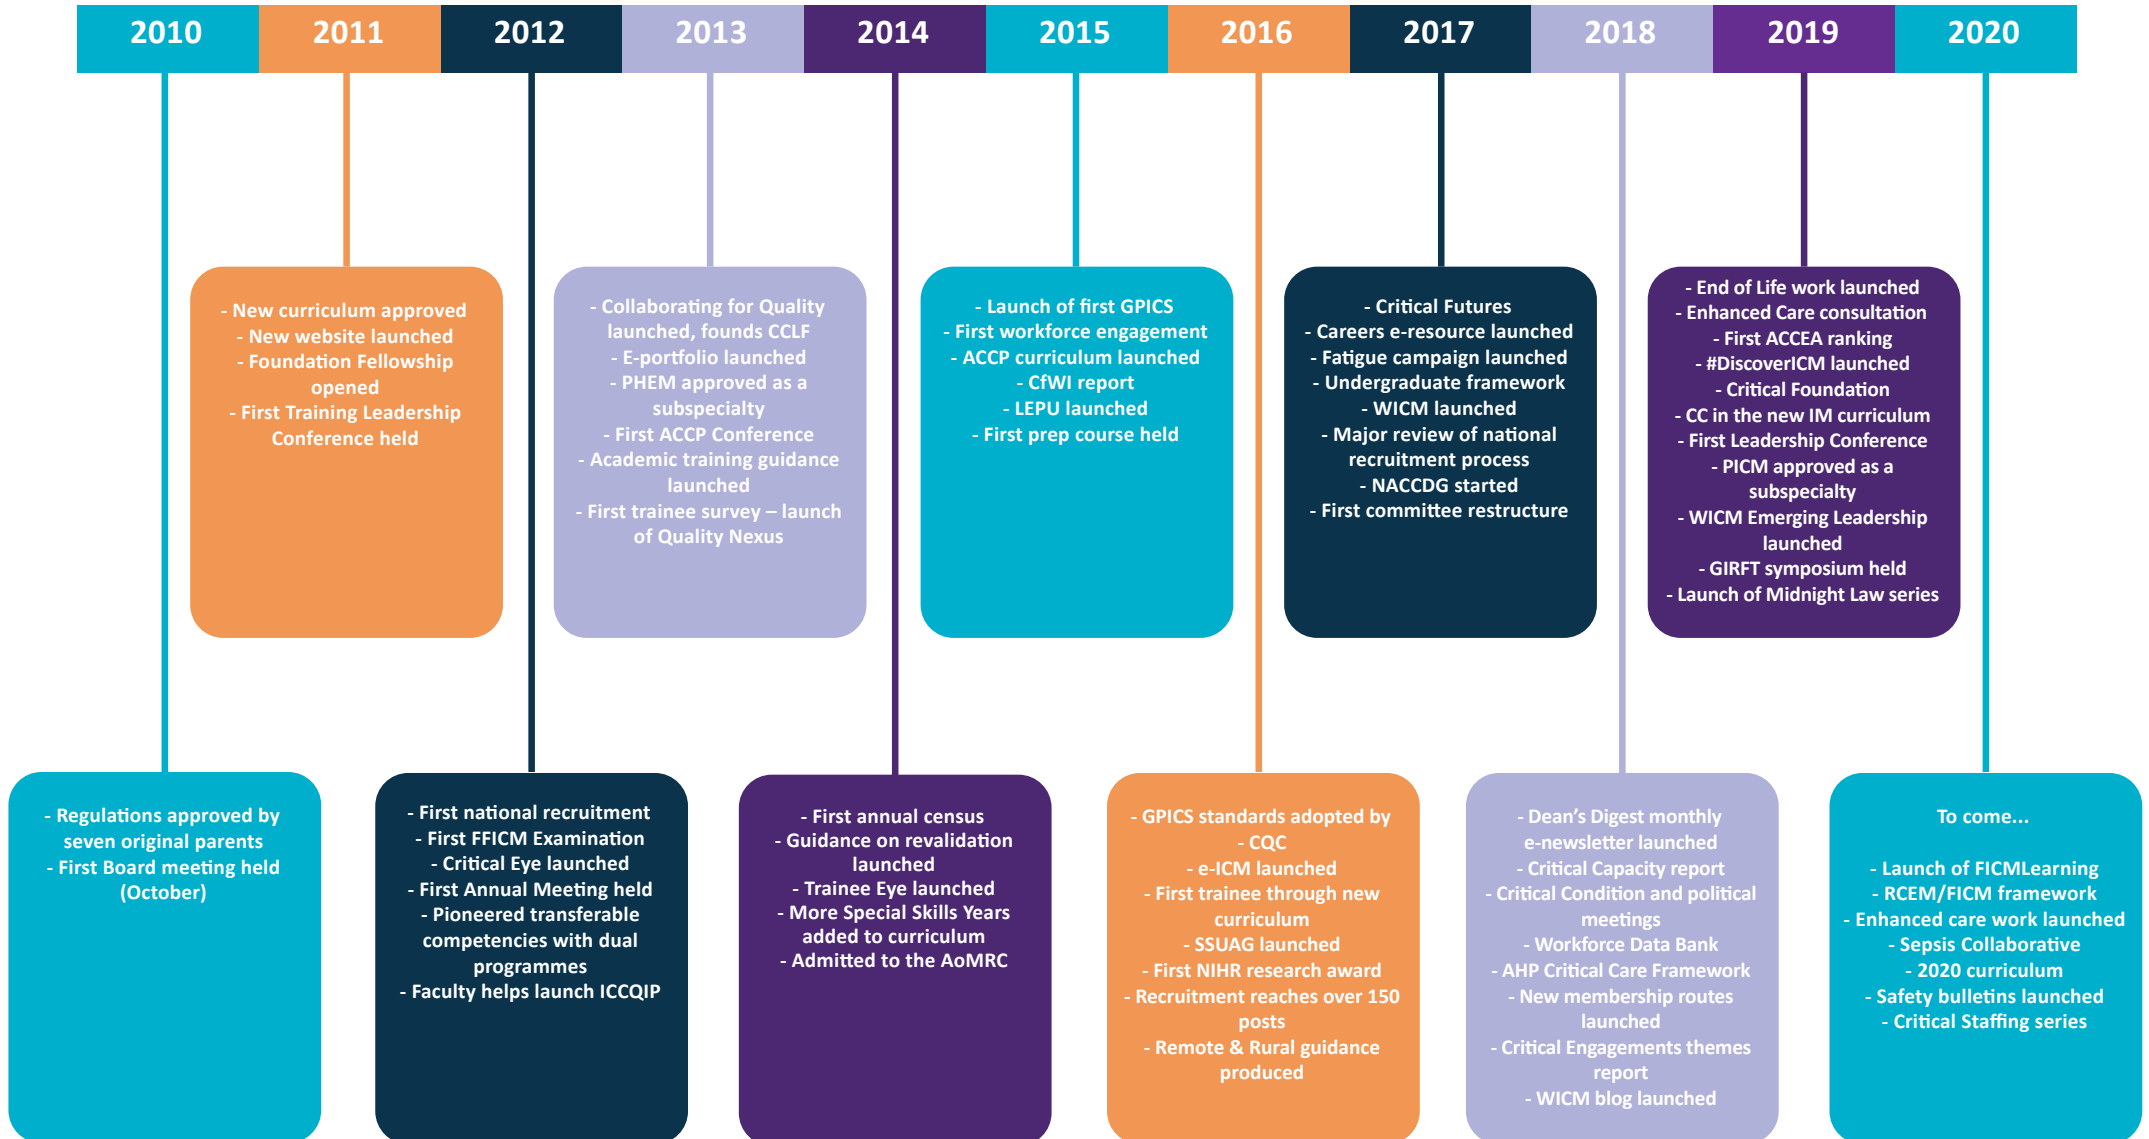 2010
2011
2012
2013
2014
2015
2016
2017
2018
2019
2020
- New curriculum approved
- New website launched
- Foundation Fellowship
opened
- First Training Leadership
Conference held
- Collaborating for Quality
launched, founds CCLF
- E-portfolio launched
- PHEM approved as a
subspecialty
- First ACCP Conference
- Academic training guidance
launched
- First trainee survey – launch
of Quality Nexus
- Launch of first GPICS
- First workforce engagement
- ACCP curriculum launched
- CfWI report
- LEPU launched
- First prep course held
- Critical Futures
- Careers e-resource launched
- Fatigue campaign launched
- Undergraduate framework
- WICM launched
- Major review of national
recruitment process
- NACCDG started
- First committee restructure
- End of Life work launched
- Enhanced Care consultation
- First ACCEA ranking
- #DiscoverICM launched
- Critical Foundation
- CC in the new IM curriculum
- First Leadership Conference
- PICM approved as a
subspecialty
- WICM Emerging Leadership
launched
- GIRFT symposium held
- Launch of Midnight Law series
- Regulations approved by
seven original parents
- First Board meeting held
(October)
- First national recruitment
- First FFICM Examination
- Critical Eye launched
- First Annual Meeting held
- Pioneered transferable
competencies with dual
programmes
- Faculty helps launch ICCQIP
- First annual census
- Guidance on revalidation
launched
- Trainee Eye launched
- More Special Skills Years
added to curriculum
- Admitted to the AoMRC
- GPICS standards adopted by
- CQC
- e-ICM launched
- First trainee through new
curriculum
- SSUAG launched
- First NIHR research award
- Recruitment reaches over 150
posts
- Remote & Rural guidance
produced
- Dean's Digest monthly
e-newsletter launched
- Critical Capacity report
- Critical Condition and political
meetings
- Workforce Data Bank
- AHP Critical Care Framework
- New membership routes
launched
- Critical Engagements themes
report
- WICM blog launched
To come...
- Launch of FICMLearning
- RCEM/FICM framework
- Enhanced care work launched
- Sepsis Collaborative
- 2020 curriculum
- Safety bulletins launched
- Critical Staffing series